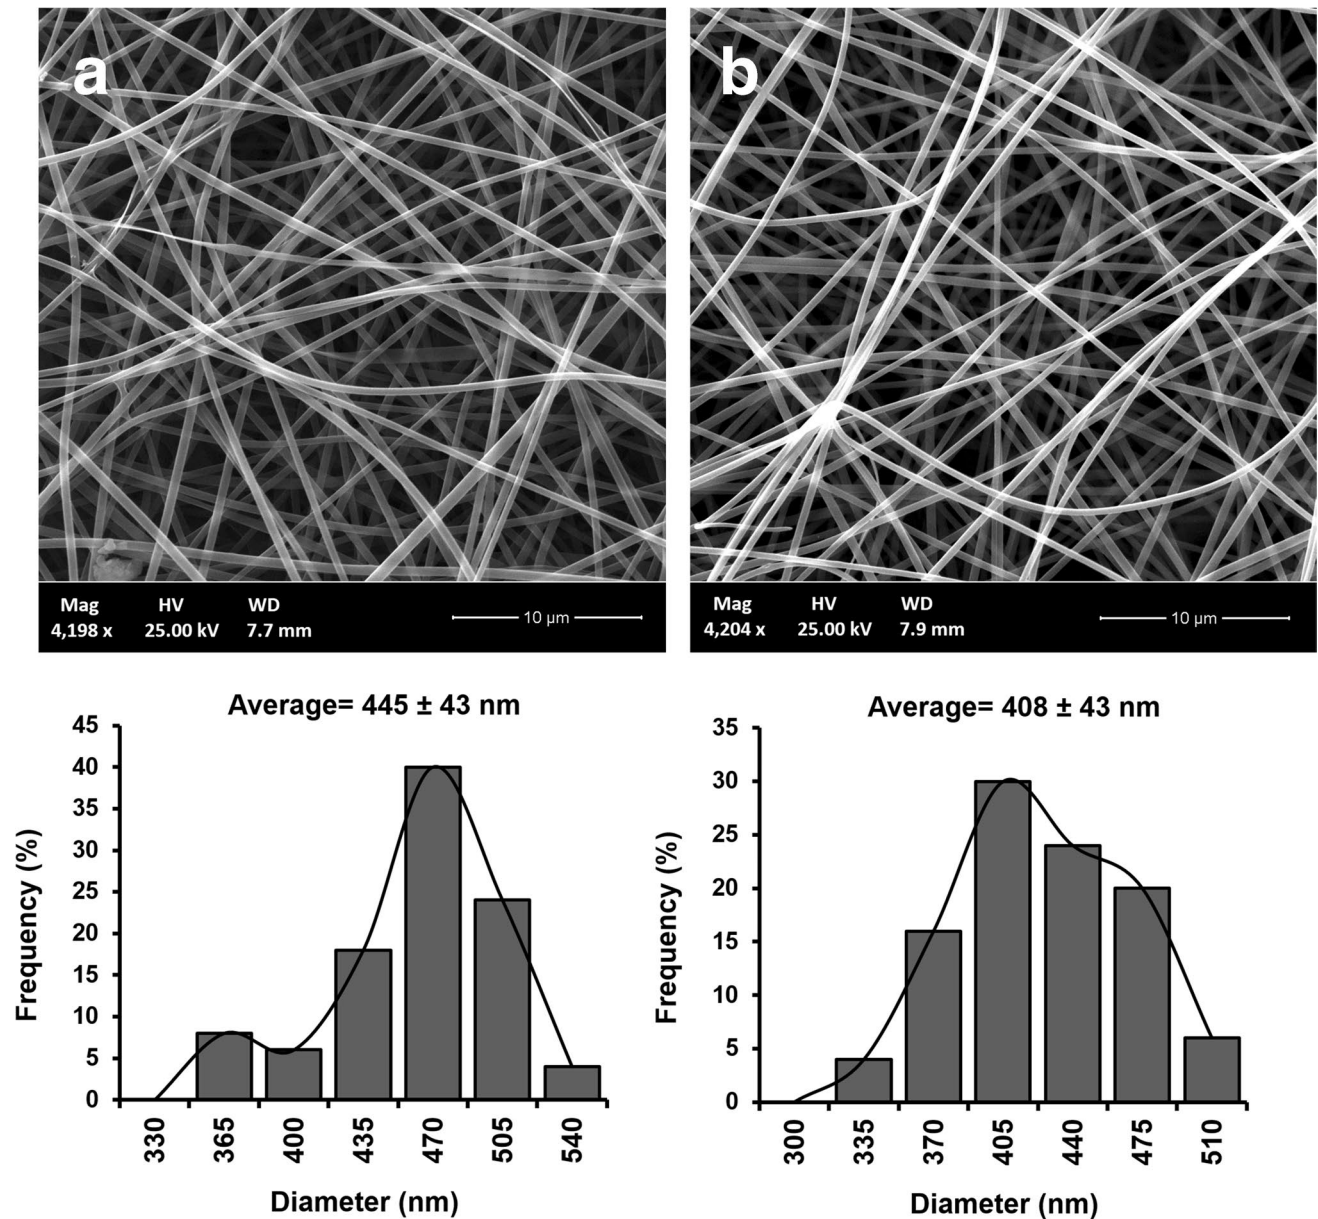 a
b
Mag HV WD
4,198 x 25.00 kV 7.7 mm
10 µm
Mag HV WD
4,204 x 25.00 kV 7.9 mm
10 µm
Average= 445 ± 43 nm
45
40
35
30
25
20
15
10
5
0
Frequency (%)
330 365 400 435 470 505 540
Diameter (nm)
Average= 408 ± 43 nm
35
30
25
20
15
10
5
0
Frequency (%)
300 335 370 405 440 475 510
Diameter (nm)